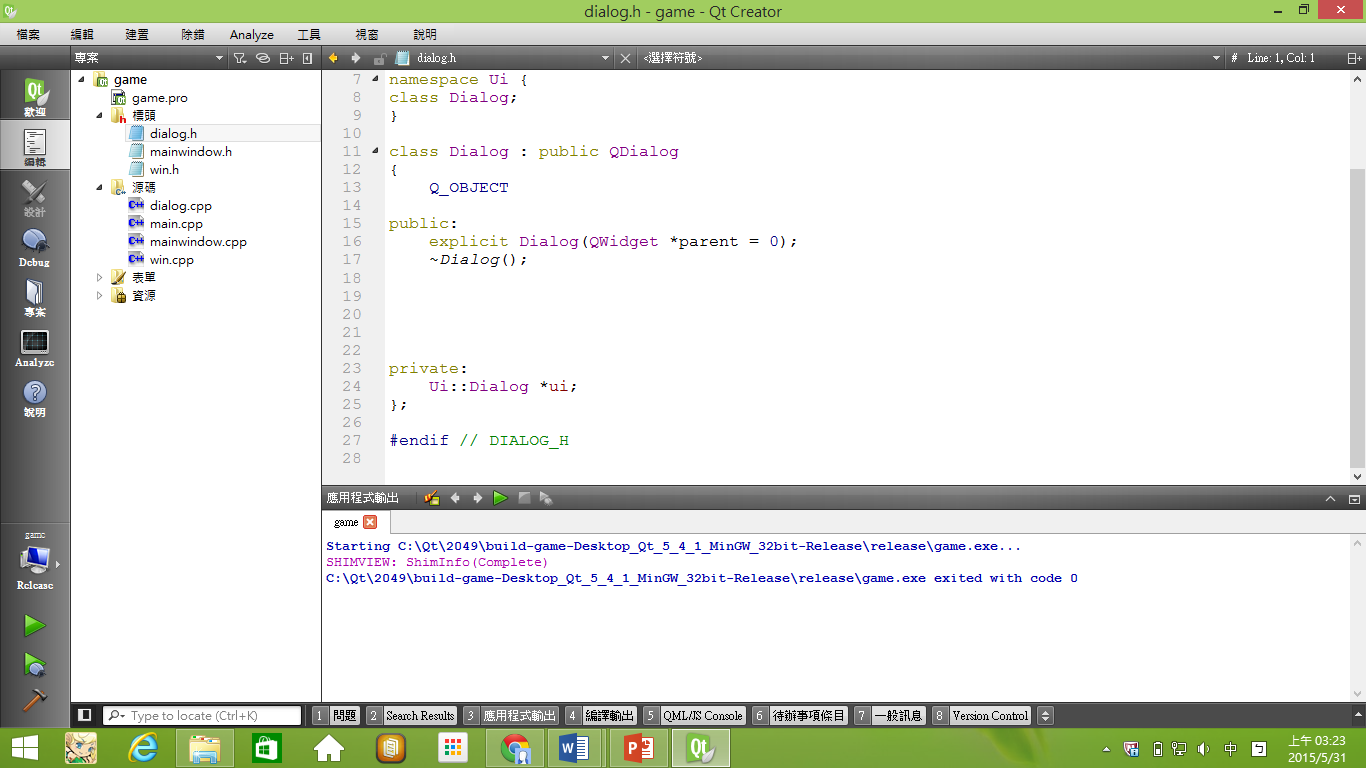 dialog.h - game - Qt Creator
檔案 編輯 建置 除錯 Analyze 工具 視窗 說明
專案 dialog.h <選擇符號> # Line: 1, Col: 1
Qt
歡迎
編輯
設計
Debug
專案
Analyze
說明
game
Release
game
game.pro
標頭
dialog.h
mainwindow.h
win.h
源碼
dialog.cpp
main.cpp
mainwindow.cpp
win.cpp
表單
資源
7 namespace Ui {
8 class Dialog;
9 }
10
11 class Dialog : public QDialog
12 {
13     Q_OBJECT
14
15 public:
16     explicit Dialog(QWidget *parent = 0);
17     ~Dialog();
18
19
20
21
22
23 private:
24     Ui::Dialog *ui;
25 };
26
27 #endif // DIALOG_H
28
應用程式輸出
game
Starting C:\Qt\2049\build-game-Desktop_Qt_5_4_1_MinGW_32bit-Release\release\game.exe...
SHIMVIEW: ShimInfo(Complete)
C:\Qt\2049\build-game-Desktop_Qt_5_4_1_MinGW_32bit-Release\release\game.exe exited with code 0
Type to locate (Ctrl+K) 1 問題 2 Search Results 3 應用程式輸出 4 編譯輸出 5 QML/JS Console 6 待辦事項條目 7 一般訊息 8 Version Control
中
上午 03:23
2015/5/31